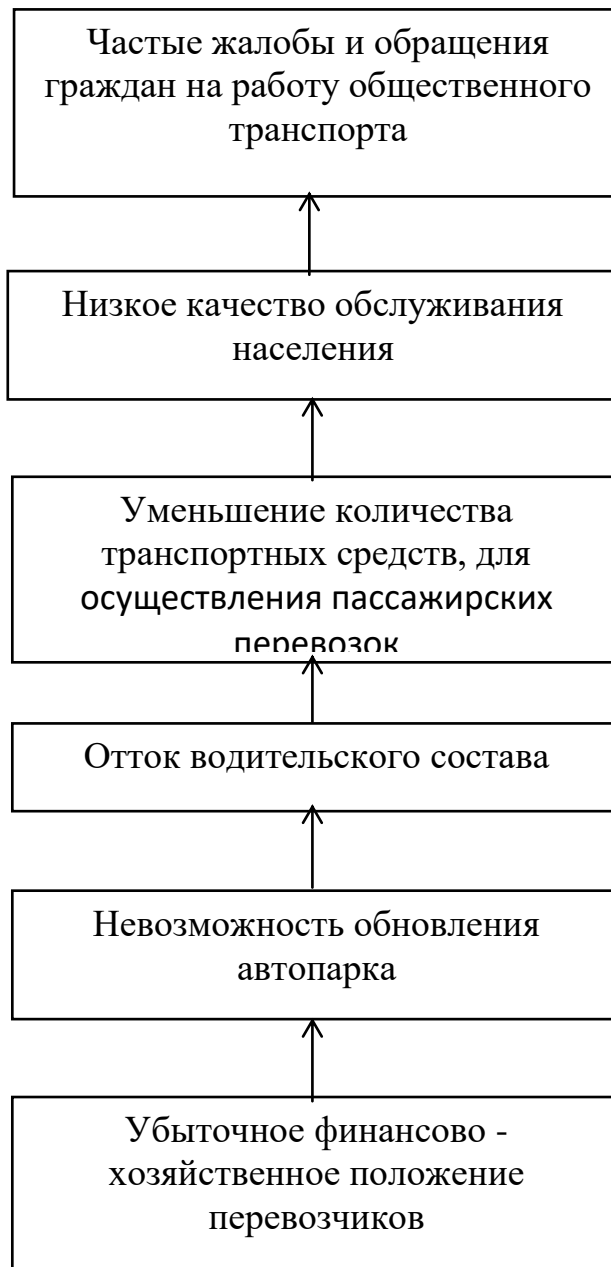 Частые жалобы и обращения
граждан на работу общественного
транспорта
Низкое качество обслуживания
населения
Уменьшение количества
транспортных средств, для
осуществления пассажирских
перевозок
Отток водительского состава
Невозможность обновления
автопарка
Убыточное финансово -
хозяйственное положение
перевозчиков